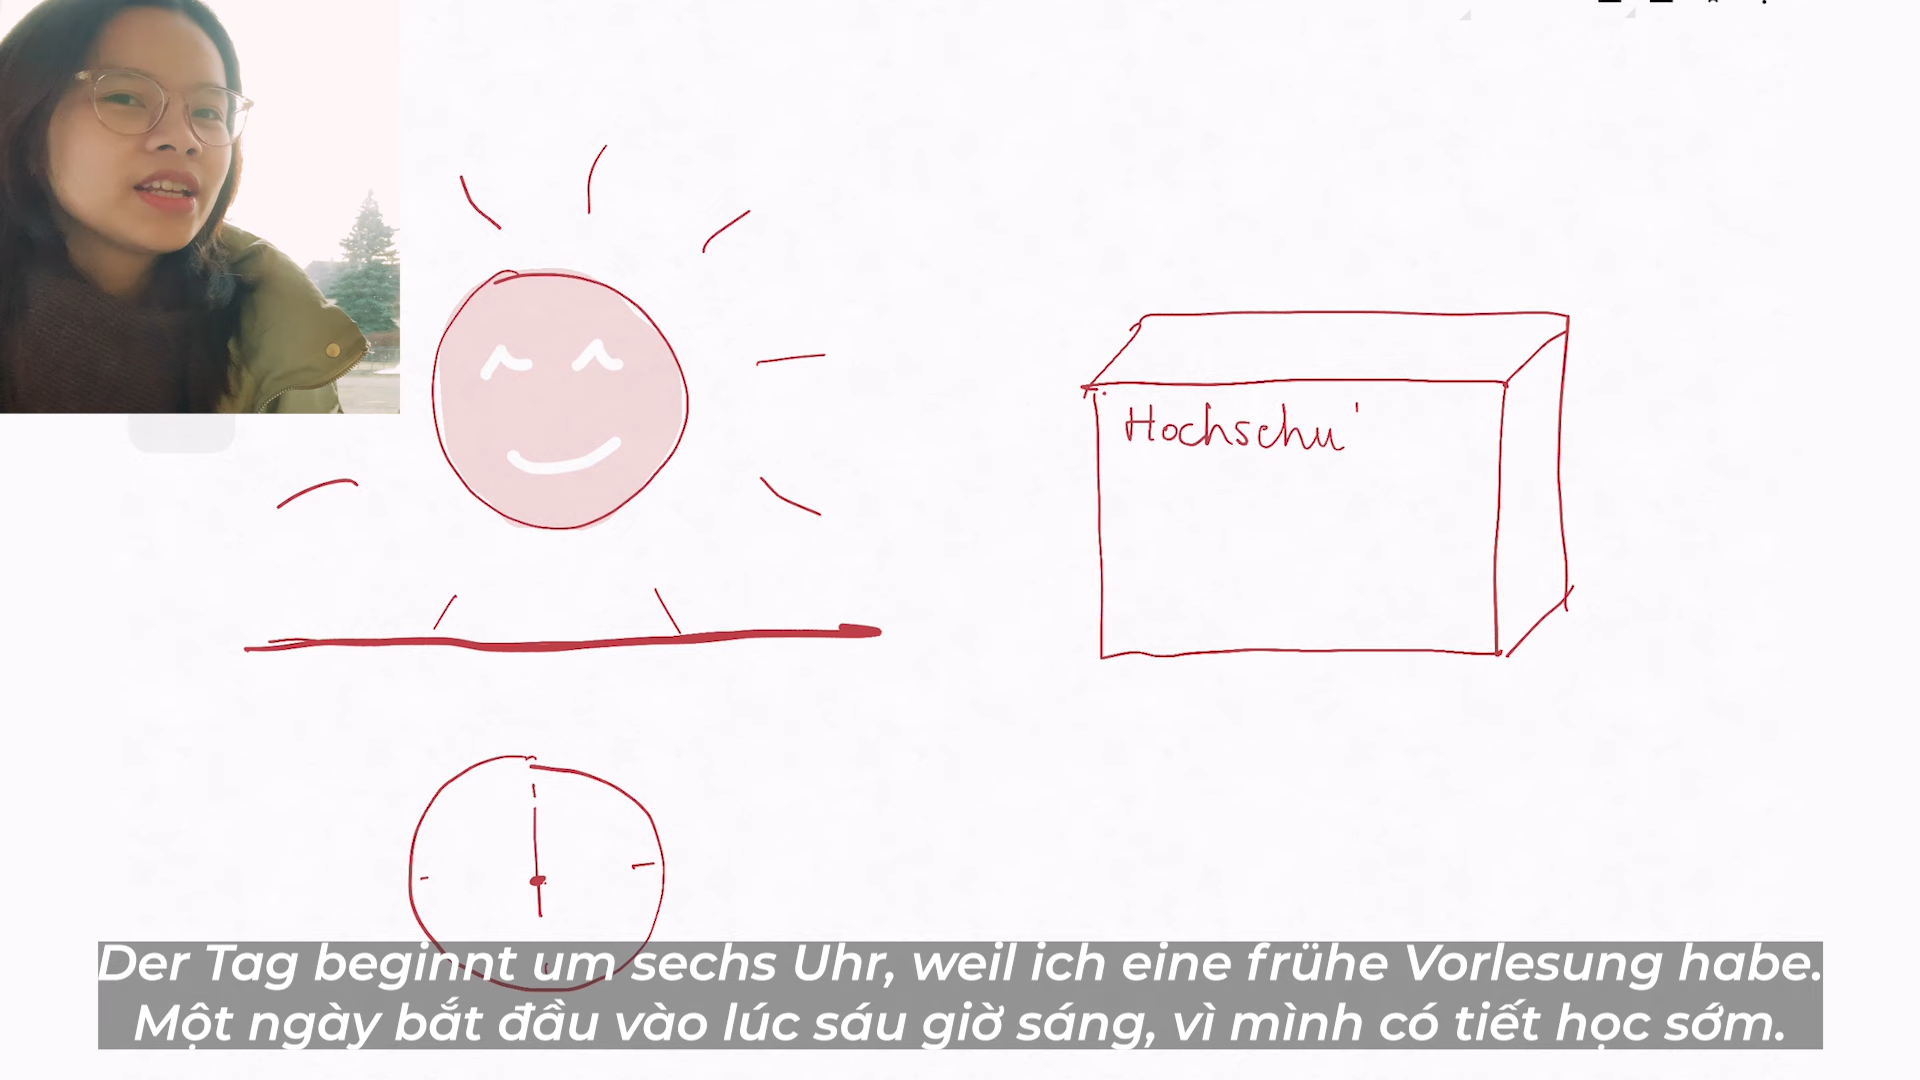 Hochschu
Der Tag beginnt um sechs Uhr, weil ich eine frühe Vorlesung habe.
Một ngày bắt đầu vào lúc sáu giờ sáng, vì mình có tiết học sớm.